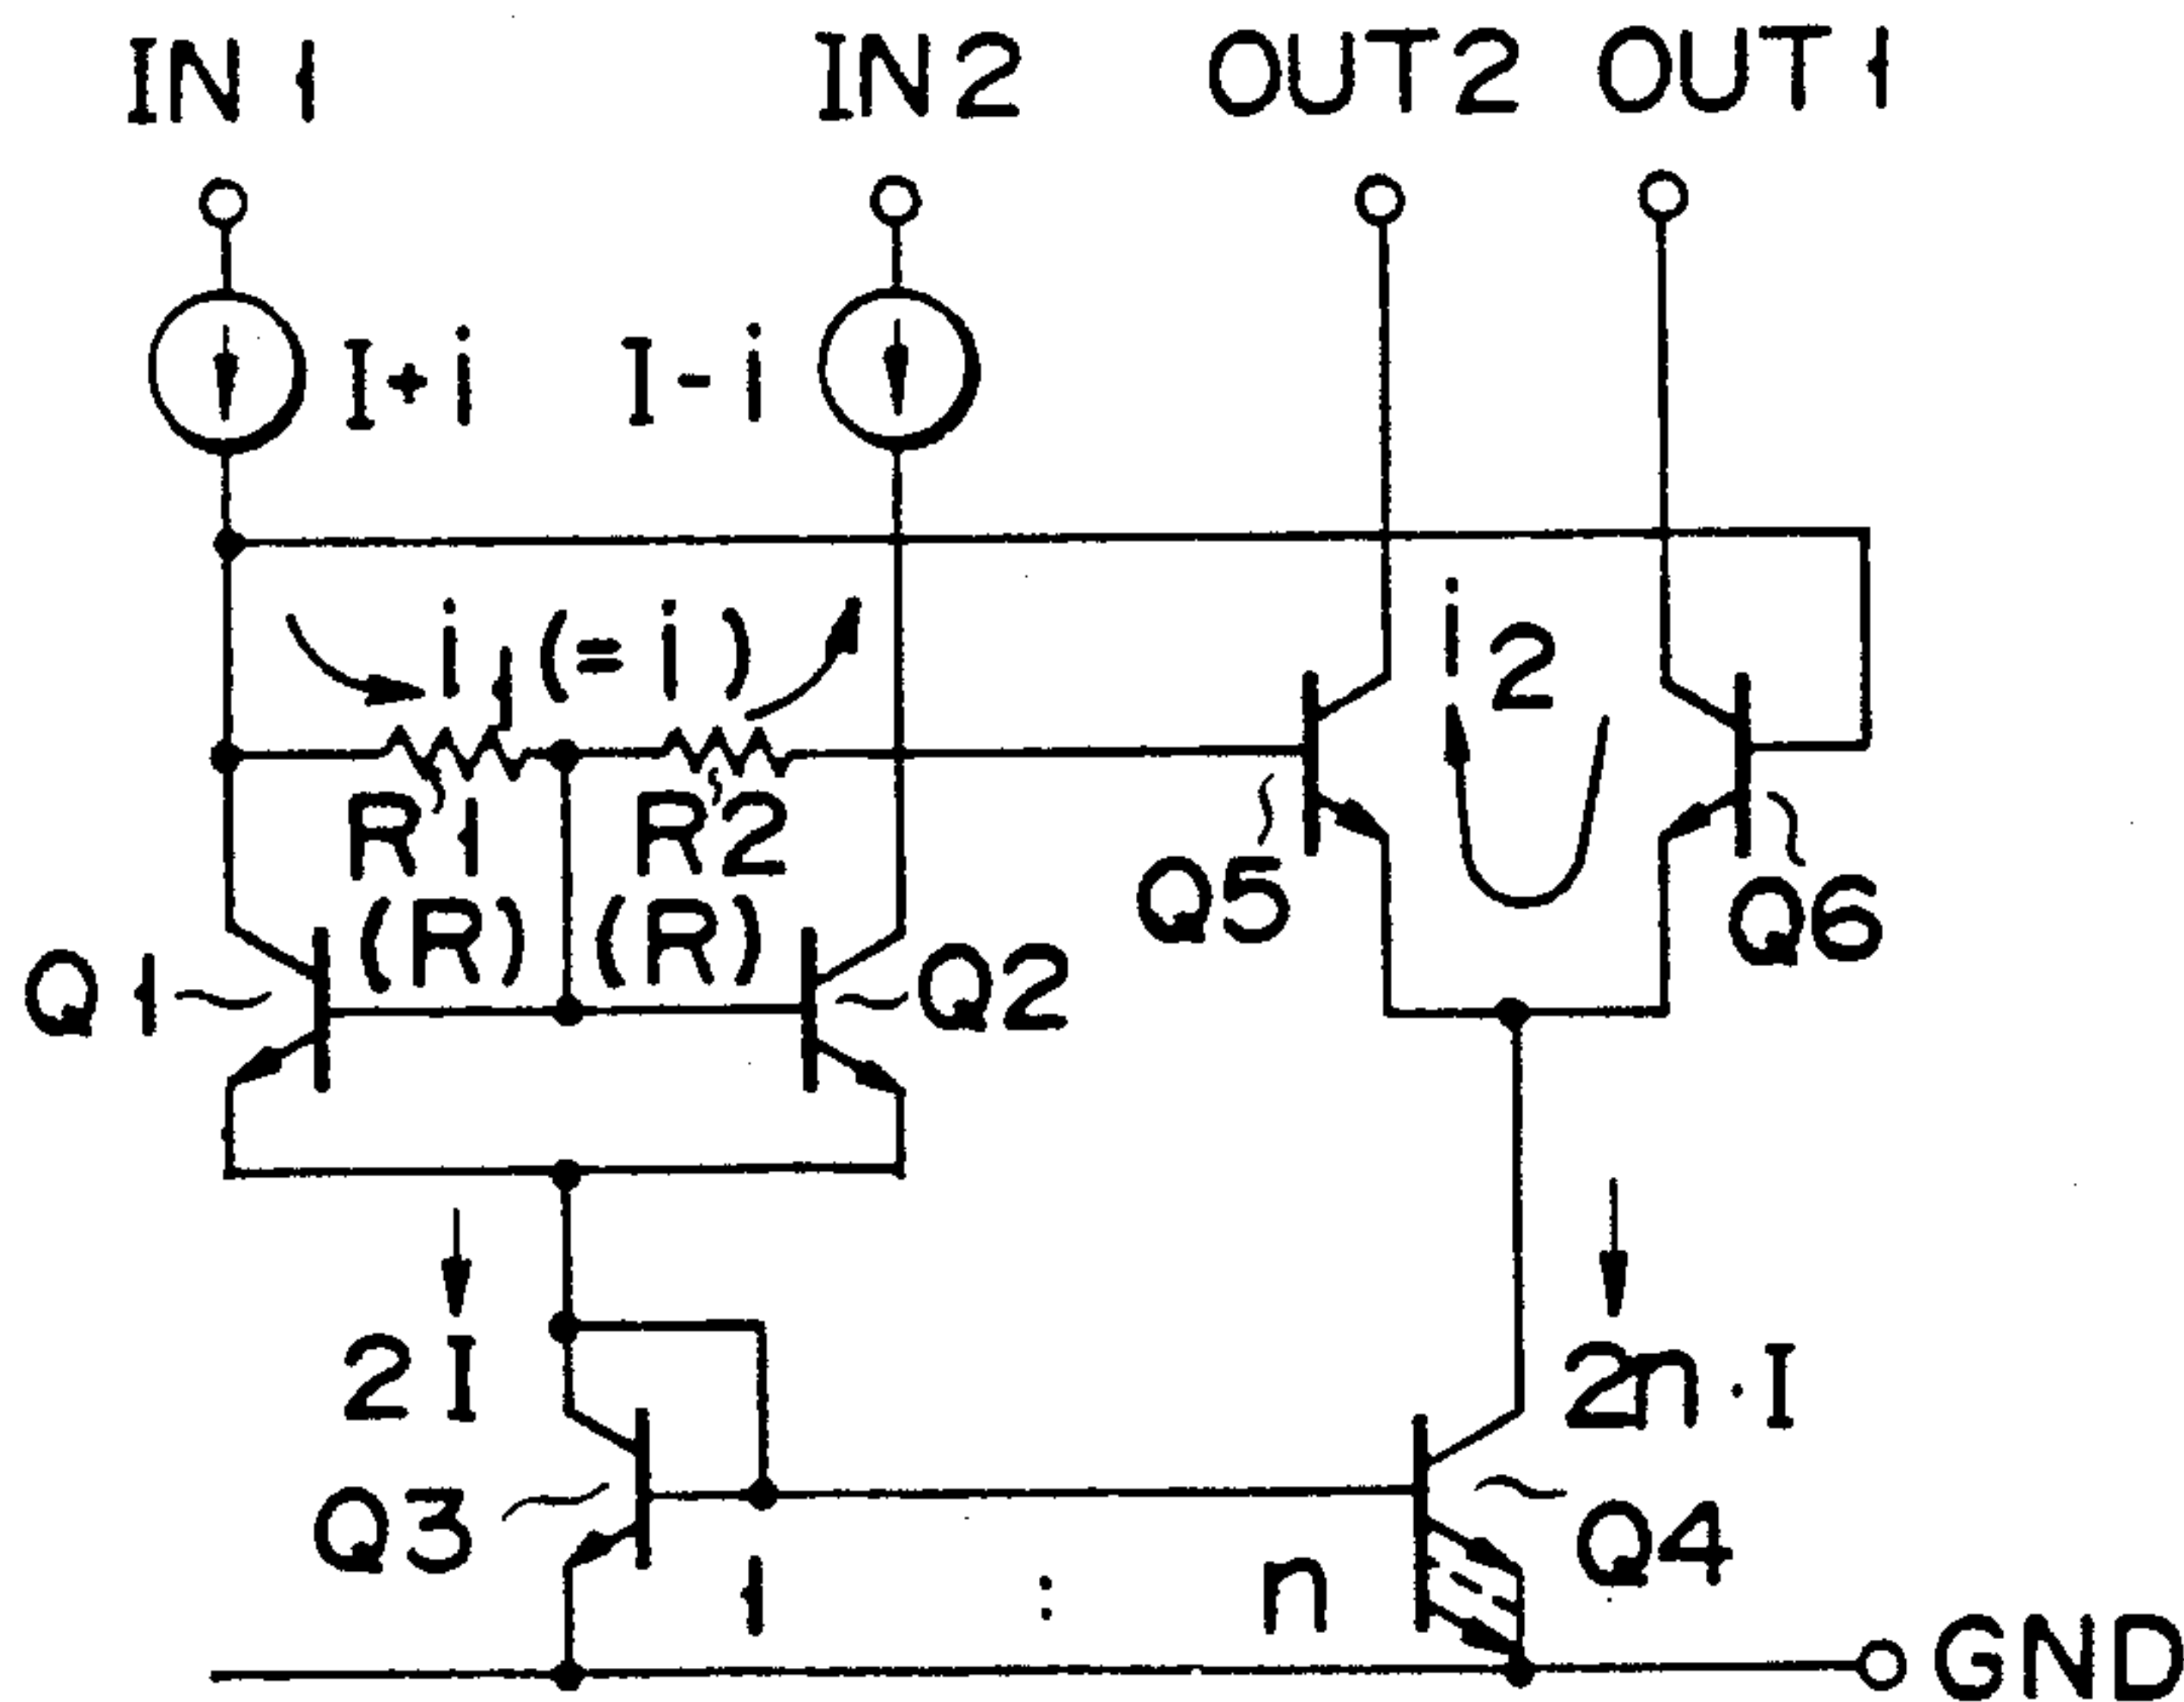 IN1 IN2 OUT2 OUT1
I+i I-i
i1(=i) i2
R1 R2
(R) (R)
Q5 Q6
Q1 Q2
2I 2n·I
Q3 Q4
1 : n
GND